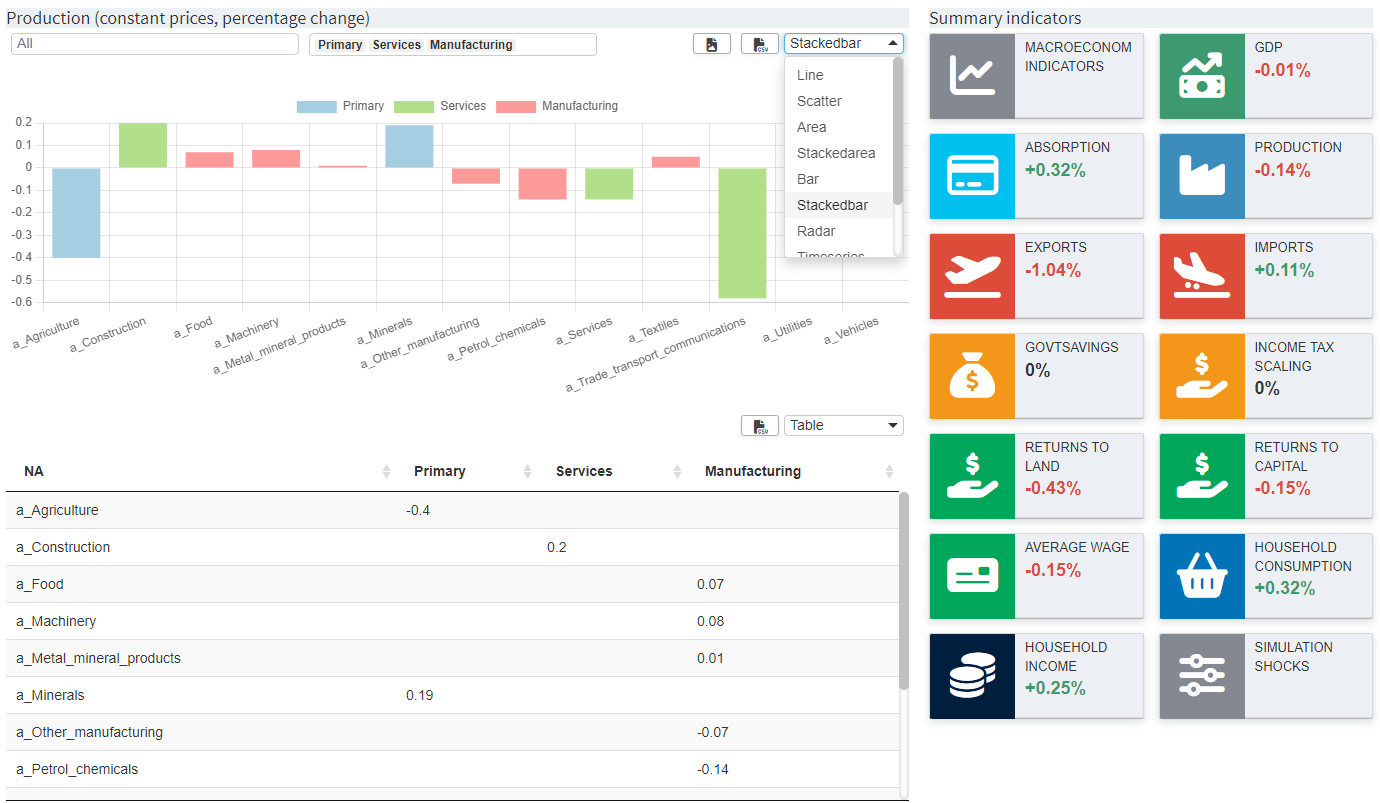 Production (constant prices, percentage change)
All
Primary Services Manufacturing
CSV
Stackedbar
Line
Scatter
Area
Stackedarea
Bar
Stackedbar
Radar
Timeseries
Primary Services Manufacturing
0.2
0.1
0
-0.1
-0.2
-0.3
-0.4
-0.5
-0.6
a_Agriculture
a_Construction
a_Food
a_Machinery
a_Metal_mineral_products
a_Minerals
a_Other_manufacturing
a_Petrol_chemicals
a_Services
a_Textiles
a_Trade_transport_communications
a_Utilities
a_Vehicles
CSV
Table
NA Primary Services Manufacturing
a_Agriculture -0.4
a_Construction 0.2
a_Food 0.07
a_Machinery 0.08
a_Metal_mineral_products 0.01
a_Minerals 0.19
a_Other_manufacturing -0.07
a_Petrol_chemicals -0.14
Summary indicators
MACROECONOM
INDICATORS
GDP
-0.01%
ABSORPTION
+0.32%
PRODUCTION
-0.14%
EXPORTS
-1.04%
IMPORTS
+0.11%
GOVTSAVINGS
0%
INCOME TAX
SCALING
0%
RETURNS TO
LAND
-0.43%
RETURNS TO
CAPITAL
-0.15%
AVERAGE WAGE
-0.15%
HOUSEHOLD
CONSUMPTION
+0.32%
HOUSEHOLD
INCOME
+0.25%
SIMULATION
SHOCKS